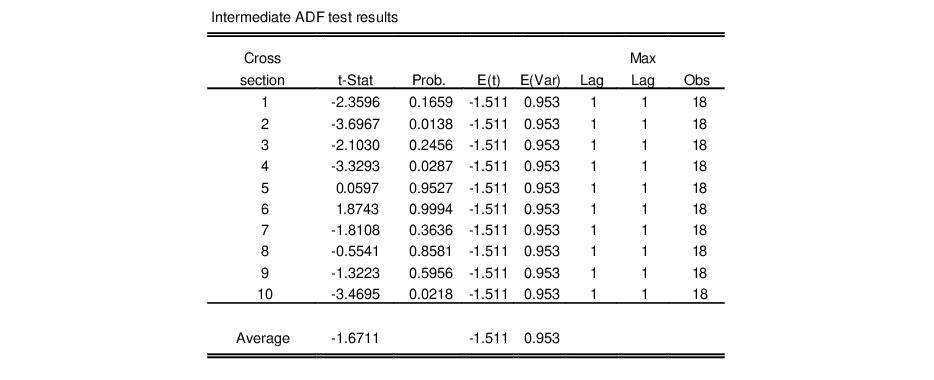 Intermediate ADF test results
Cross Max
section t-Stat Prob. E(t) E(Var) Lag Lag Obs
1 -2.3596 0.1659 -1.511 0.953 1 1 18
2 -3.6967 0.0138 -1.511 0.953 1 1 18
3 -2.1030 0.2456 -1.511 0.953 1 1 18
4 -3.3293 0.0287 -1.511 0.953 1 1 18
5 0.0597 0.9527 -1.511 0.953 1 1 18
6 1.8743 0.9994 -1.511 0.953 1 1 18
7 -1.8108 0.3636 -1.511 0.953 1 1 18
8 -0.5541 0.8581 -1.511 0.953 1 1 18
9 -1.3223 0.5956 -1.511 0.953 1 1 18
10 -3.4695 0.0218 -1.511 0.953 1 1 18
Average -1.6711 -1.511 0.953